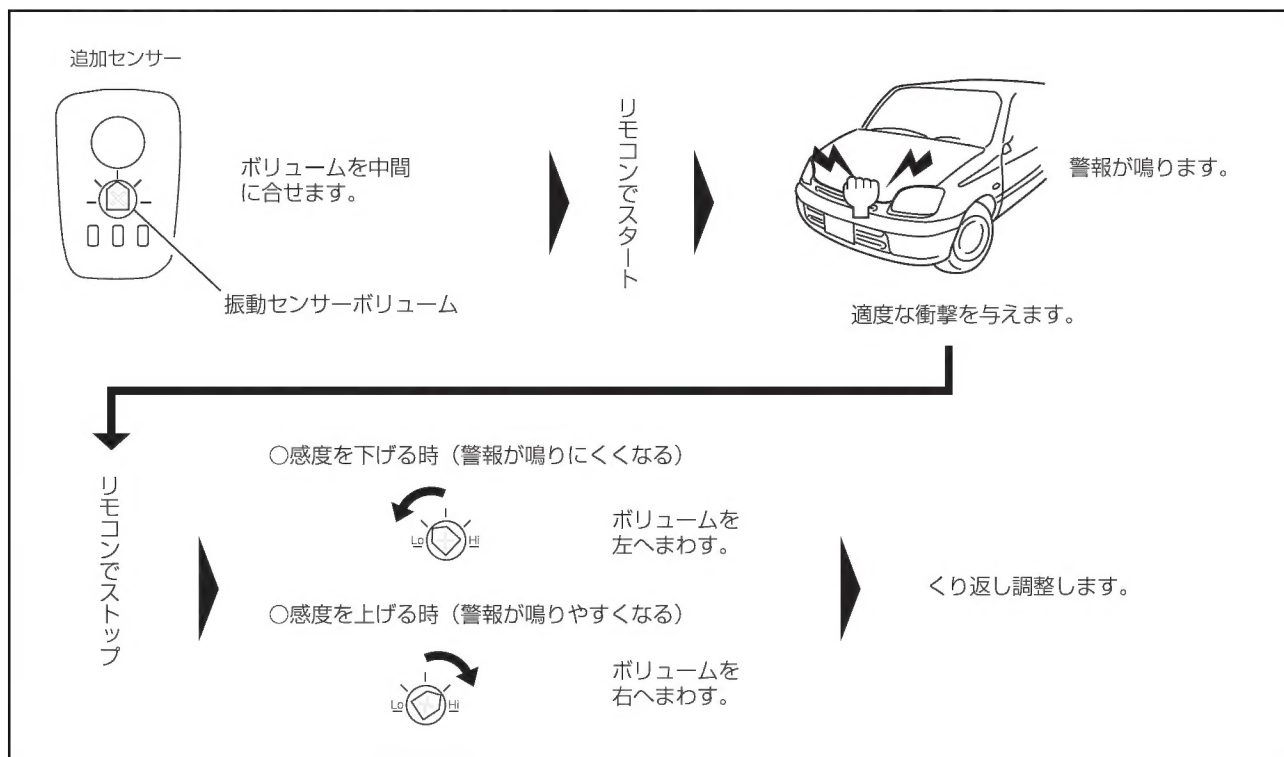 追加センサー
ボリュームを中間
に合せます。
振動センサーボリューム
リモコンでスタート
警報が鳴ります。
適度な衝撃を与えます。
リモコンでストップ
○感度を下げる時（警報が鳴りにくくなる）
Lo Hi
ボリュームを
左へまわす。
○感度を上げる時（警報が鳴りやすくなる）
Lo Hi
ボリュームを
右へまわす。
くり返し調整します。